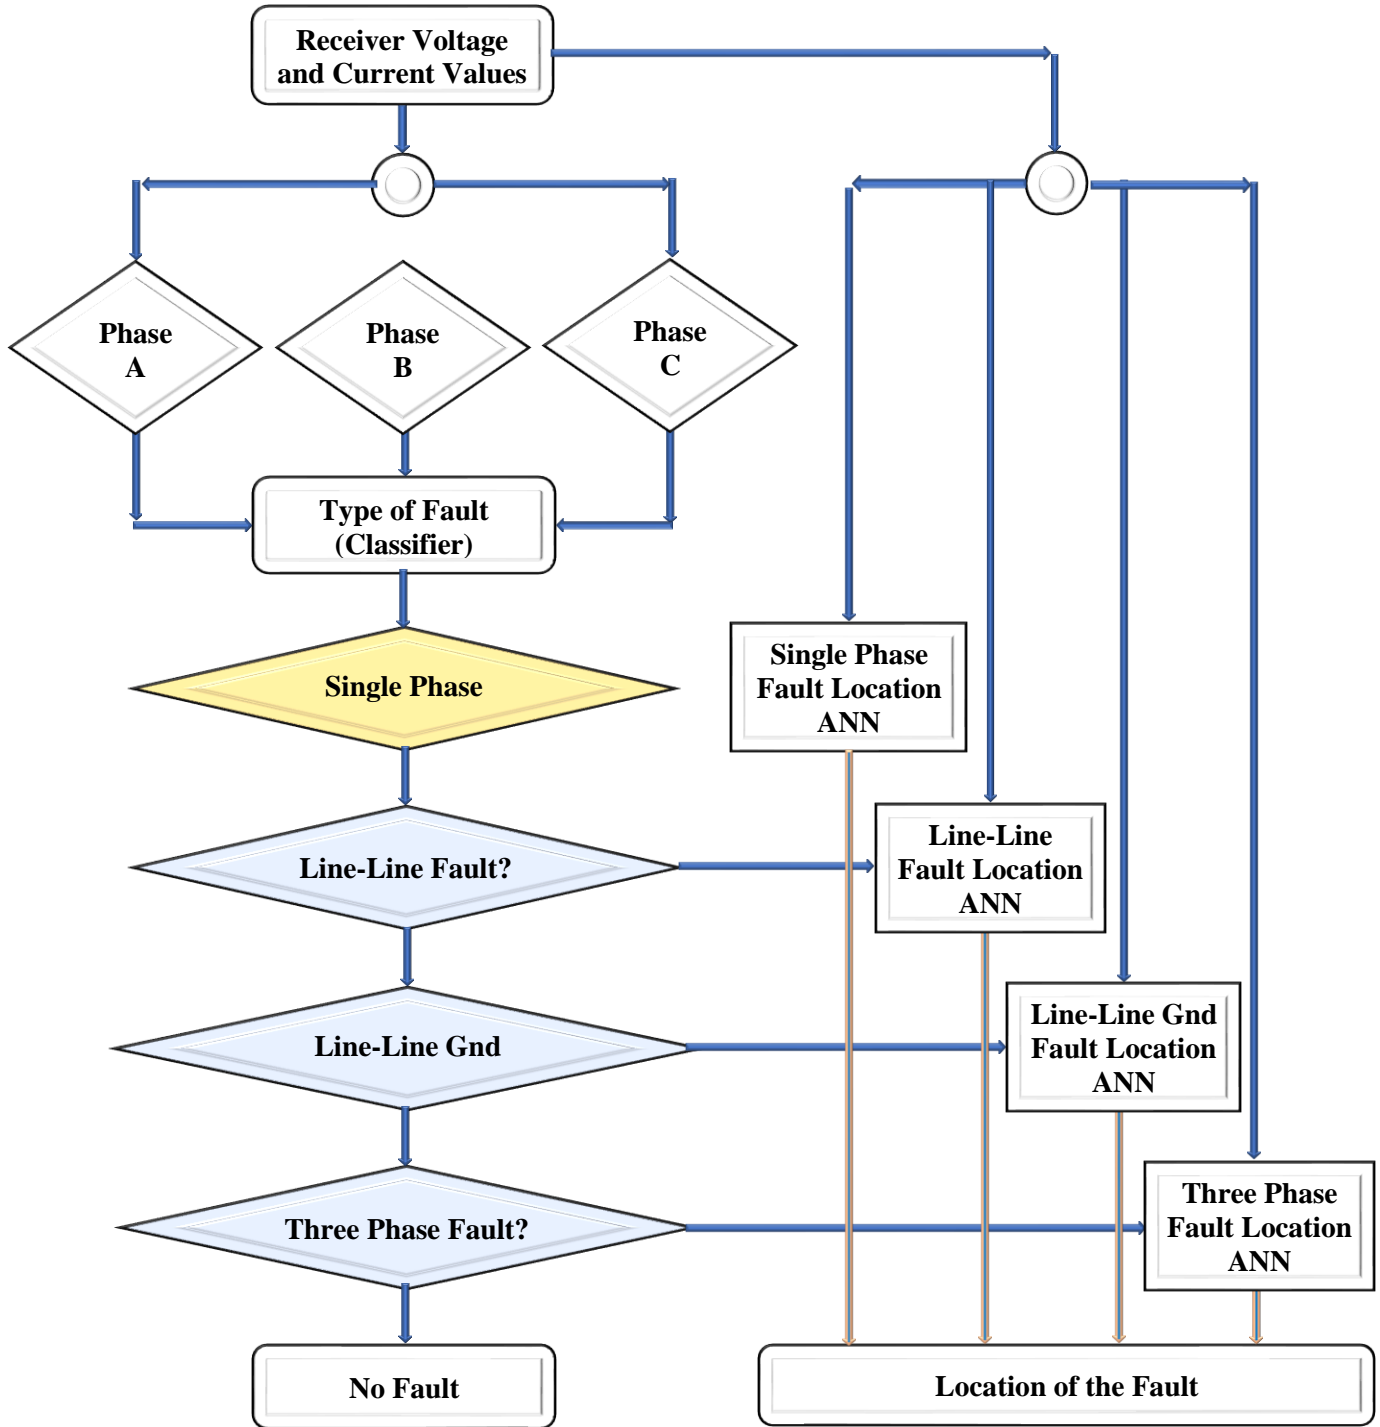 Receiver Voltage
and Current Values
Phase
A
Phase
B
Phase
C
Type of Fault
(Classifier)
Single Phase
Single Phase
Fault Location
ANN
Line-Line Fault?
Line-Line
Fault Location
ANN
Line-Line Gnd
Line-Line Gnd
Fault Location
ANN
Three Phase Fault?
Three Phase
Fault Location
ANN
No Fault
Location of the Fault